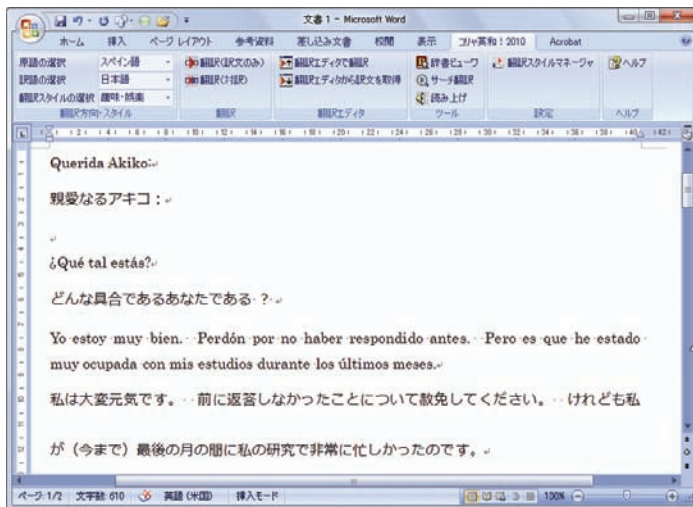 文書 1 - Microsoft Word
ホーム 挿入 ページ レイアウト 参考資料 差し込み文書 校閲 表示 コリャ英和！2010 Acrobat
原語の選択 スペイン語 翻訳(訳文のみ) 翻訳エディタで翻訳 辞書ビューワ 翻訳スタイルマネージャ ヘルプ
訳語の選択 日本語 翻訳(対訳) 翻訳エディタから訳文を取得 サーチ翻訳
翻訳スタイルの選択 趣味・娯楽 読み上げ
翻訳方向・スタイル 翻訳 翻訳エディタ ツール 設定 ヘルプ
Querida Akiko:
親愛なるアキコ：
¿Qué tal estás?
どんな具合であるあなたである ？
Yo estoy muy bien. Perdón por no haber respondido antes. Pero es que he estado
muy ocupada con mis estudios durante los últimos meses.
私は大変元気です。 前に返答しなかったことについて赦免してください。 けれども私
が（今まで）最後の月の間に私の研究で非常に忙しかったのです。
ページ: 1/2 文字数: 610 英語 (米国) 挿入モード 100%